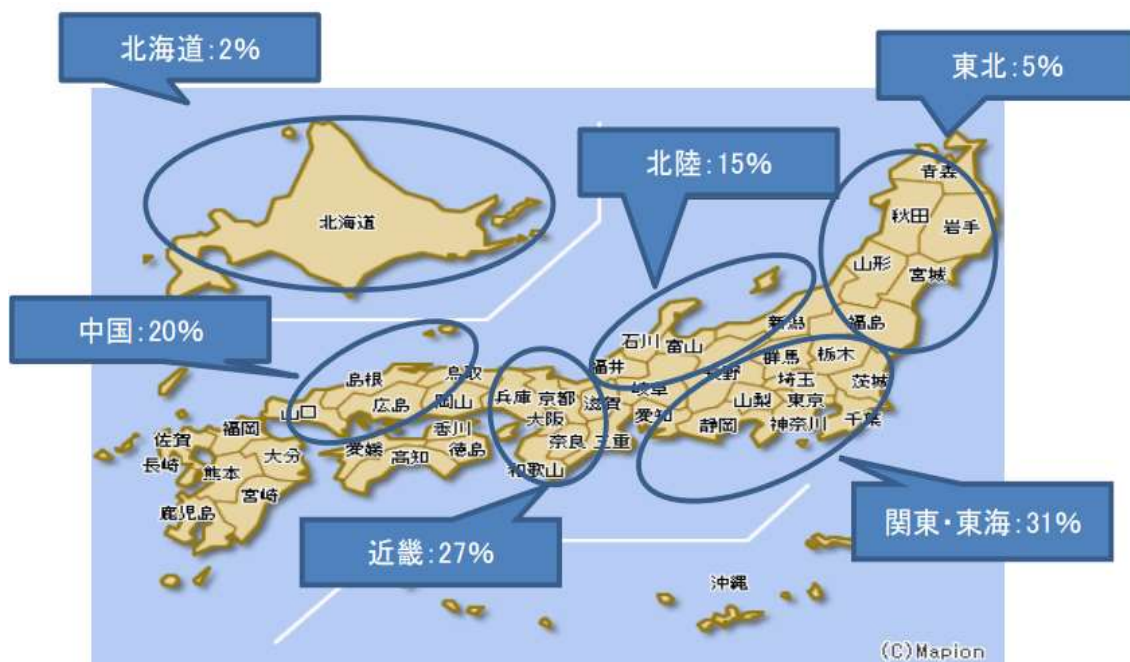 北海道:2%
東北:5%
北陸:15%
中国:20%
近畿:27%
関東・東海:31%
北海道
青森
秋田
岩手
山形
宮城
福島
新潟
石川
富山
福井
長野
群馬
栃木
埼玉
茨城
山梨
東京
千葉
神奈川
静岡
岐阜
愛知
滋賀
三重
京都
兵庫
大阪
奈良
和歌山
鳥取
島根
岡山
広島
山口
香川
徳島
愛媛
高知
福岡
佐賀
長崎
大分
熊本
宮崎
鹿児島
沖縄
(C)Mapion